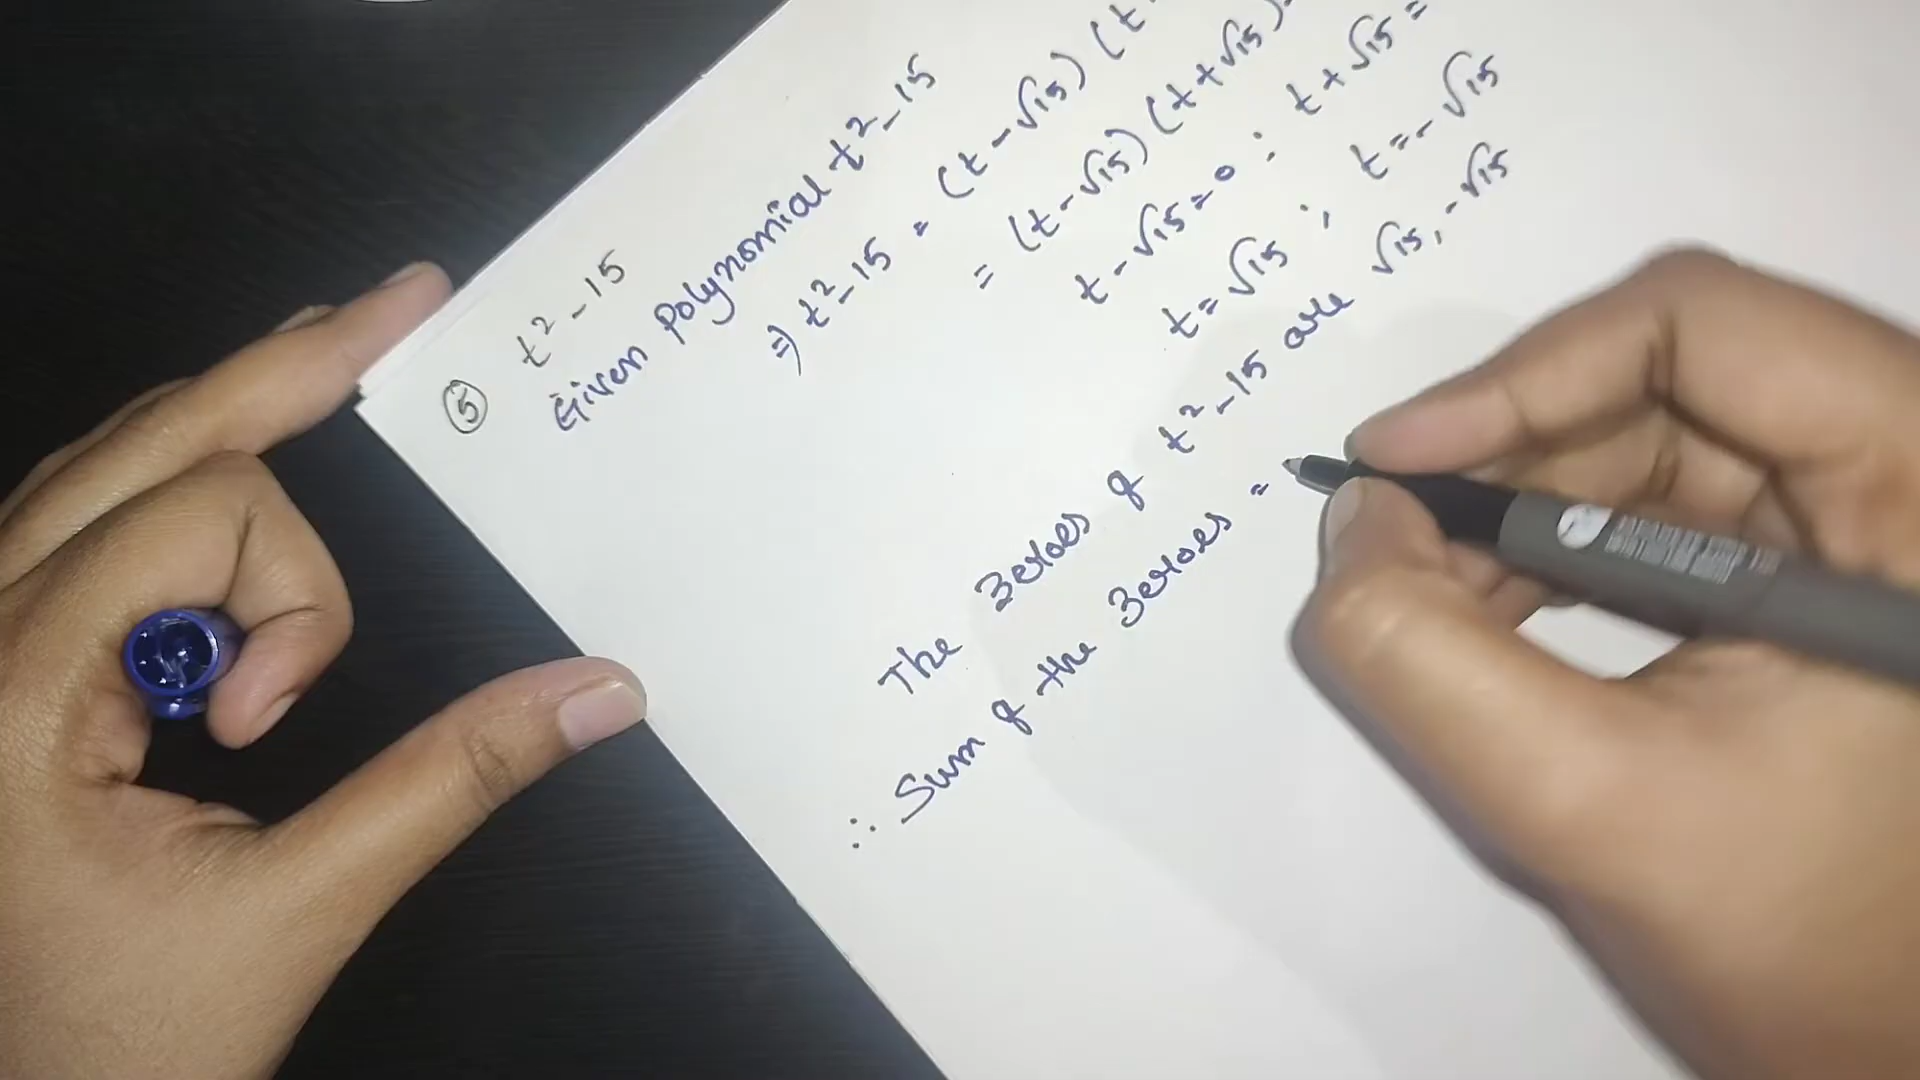 ⑤ t² - 15
Given Polynomial t² - 15
⇒ t² - 15 = (t - √15) (t
= (t - √15) (t + √15)
t - √15 = 0 ; t + √15 =
t = √15 ; t = - √15
The zeroes of t² - 15 are √15, -√15
∴ Sum of the zeroes =